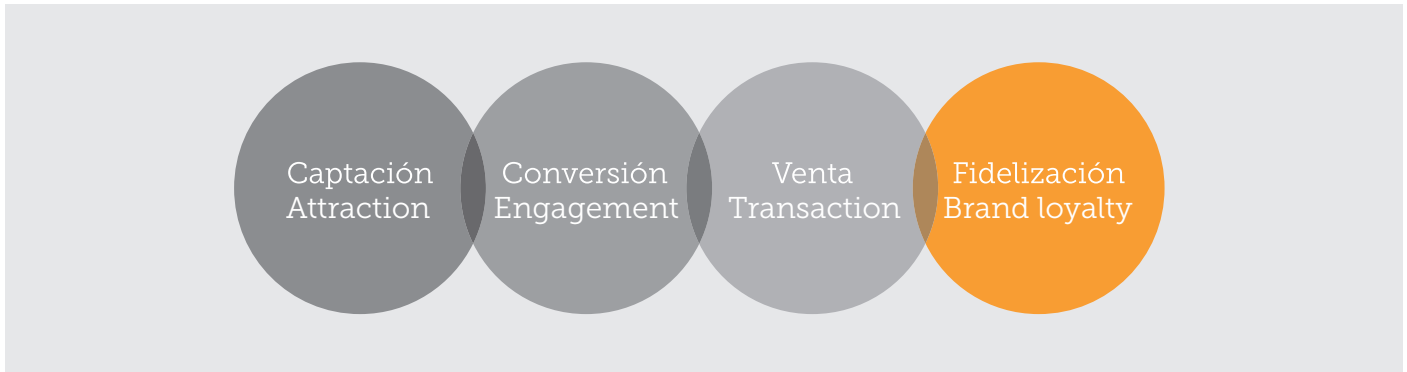 Captación
Attraction
Conversión
Engagement
Venta
Transaction
Fidelización
Brand loyalty